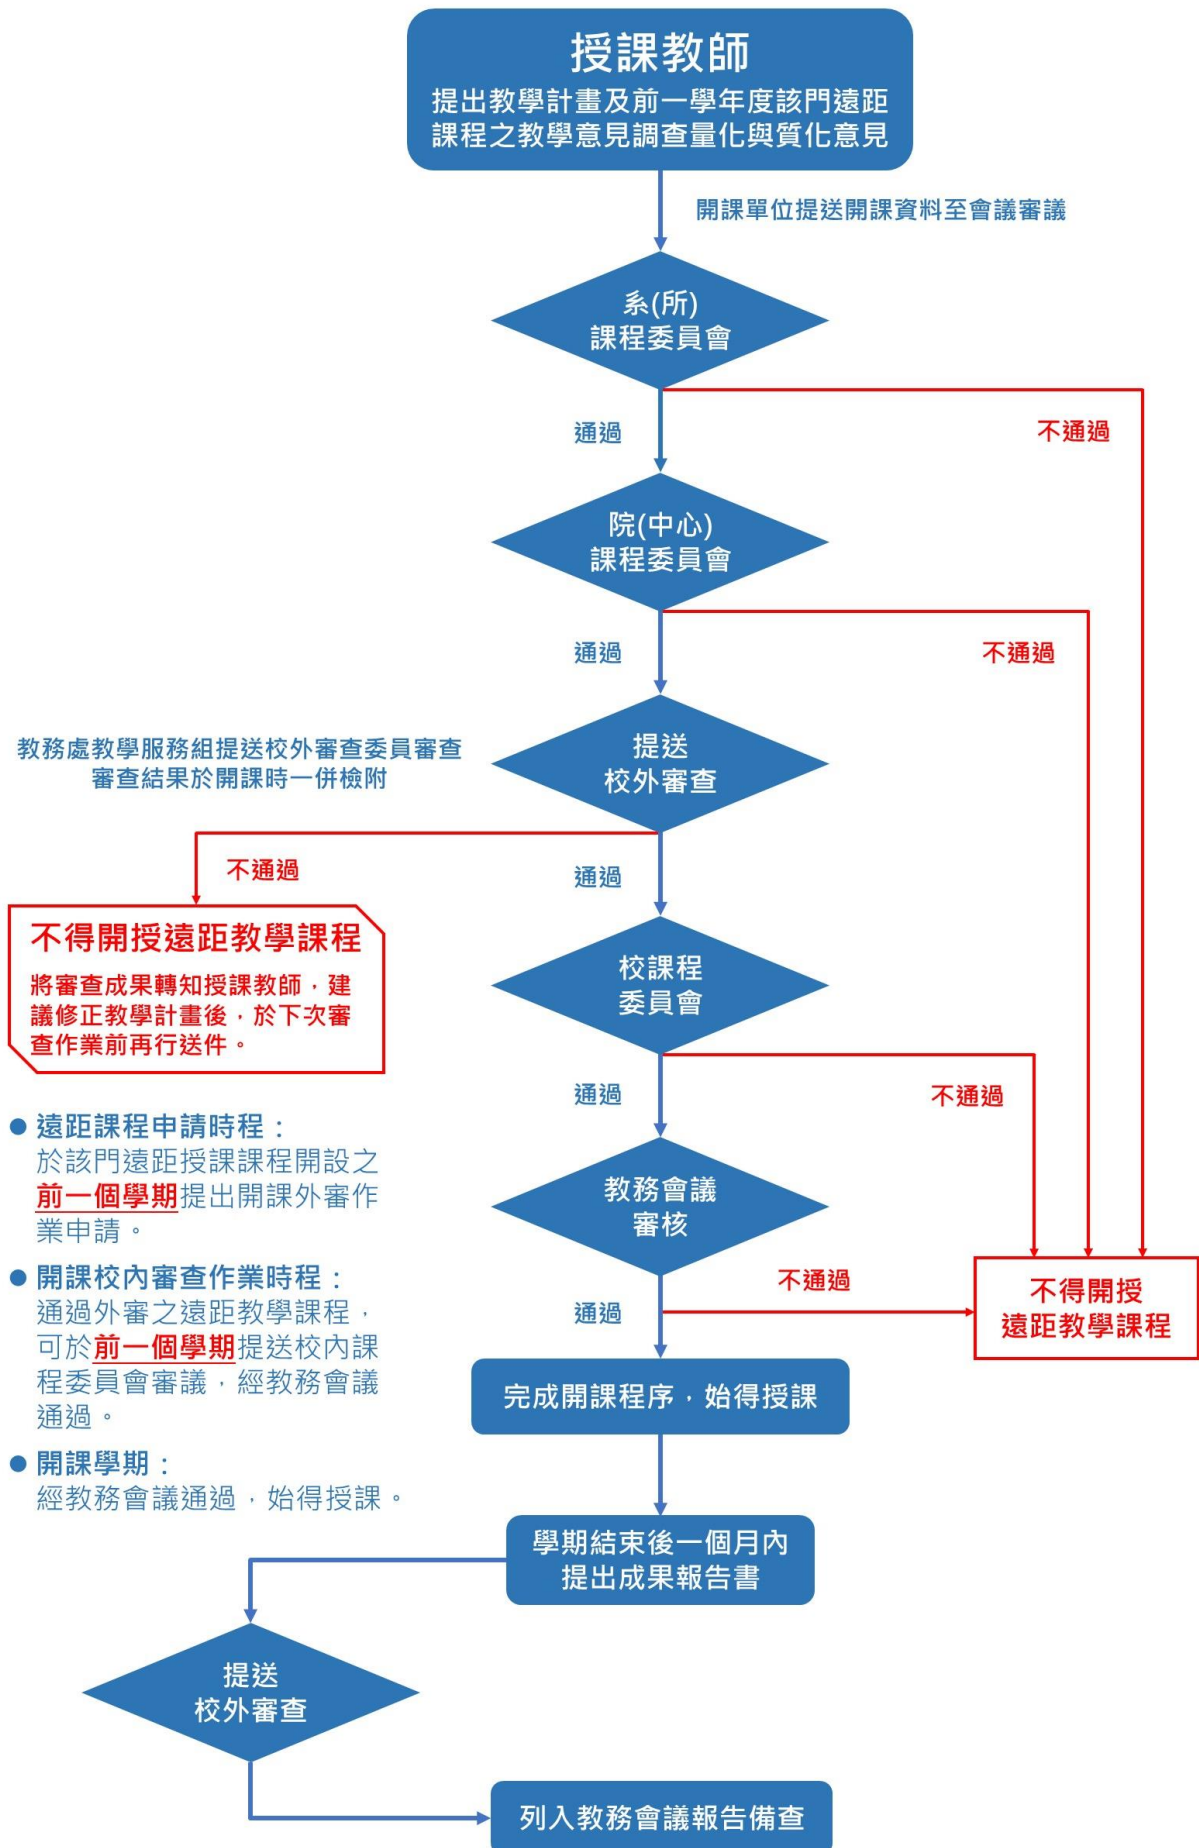 授課教師
提出教學計畫及前一學年度該門遠距
課程之教學意見調查量化與質化意見
開課單位提送開課資料至會議審議
系(所)
課程委員會
通過
不通過
院(中心)
課程委員會
通過
不通過
教務處教學服務組提送校外審查委員審查
審查結果於開課時一併檢附
提送
校外審查
不通過
通過
不得開授遠距教學課程
將審查成果轉知授課教師，建
議修正教學計畫後，於下次審
查作業前再行送件。
校課程
委員會
通過
不通過
教務會議
審核
通過
不通過
不得開授
遠距教學課程
● 遠距課程申請時程：
於該門遠距授課課程開設之
前一個學期提出開課外審作
業申請。
● 開課校內審查作業時程：
通過外審之遠距教學課程，
可於前一個學期提送校內課
程委員會審議，經教務會議
通過。
● 開課學期：
經教務會議通過，始得授課。
完成開課程序，始得授課
學期結束後一個月內
提出成果報告書
提送
校外審查
列入教務會議報告備查